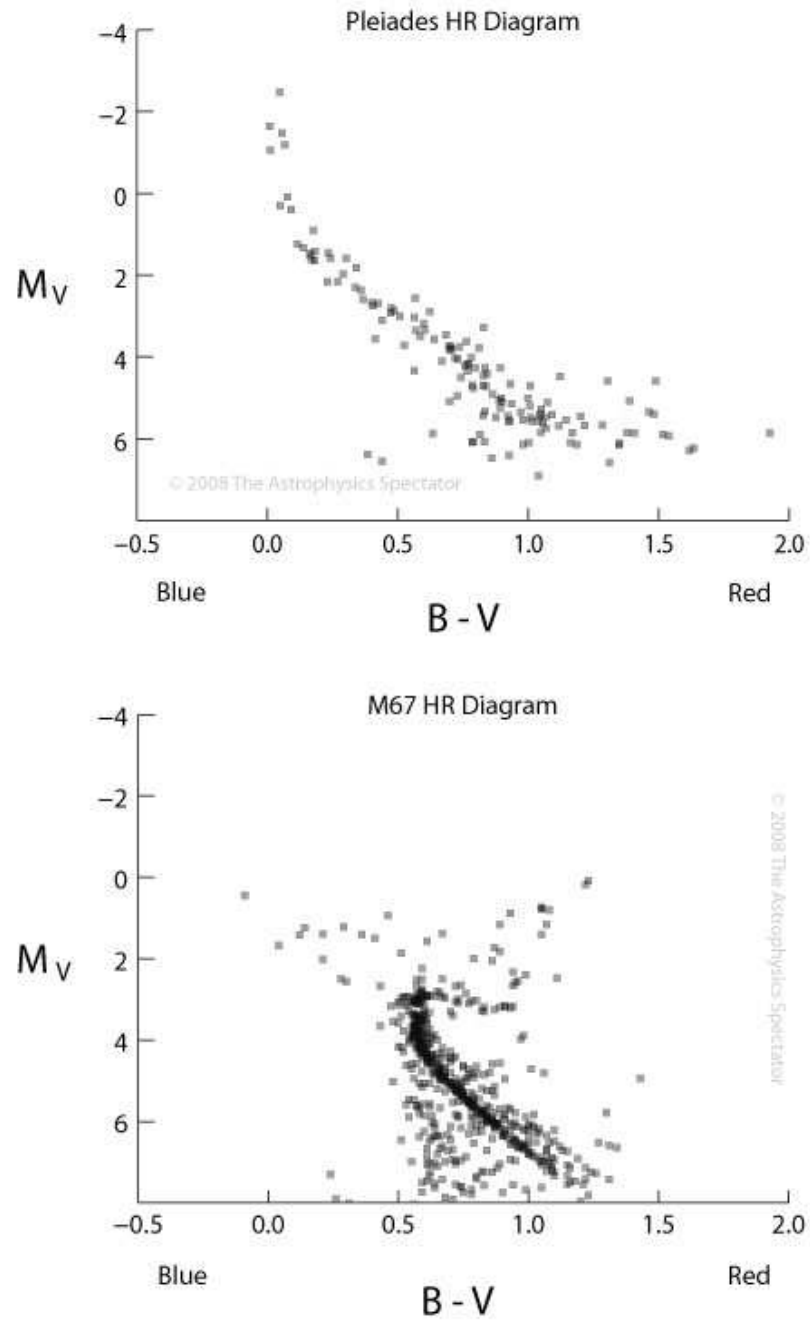 Pleiades HR Diagram
−4
−2
0
2
4
6
M V
© 2008 The Astrophysics Spectator
−0.5 0.0 0.5 1.0 1.5 2.0
Blue Red
B - V
M67 HR Diagram
−4
−2
0
2
4
6
M V
© 2008 The Astrophysics Spectator
−0.5 0.0 0.5 1.0 1.5 2.0
Blue Red
B - V